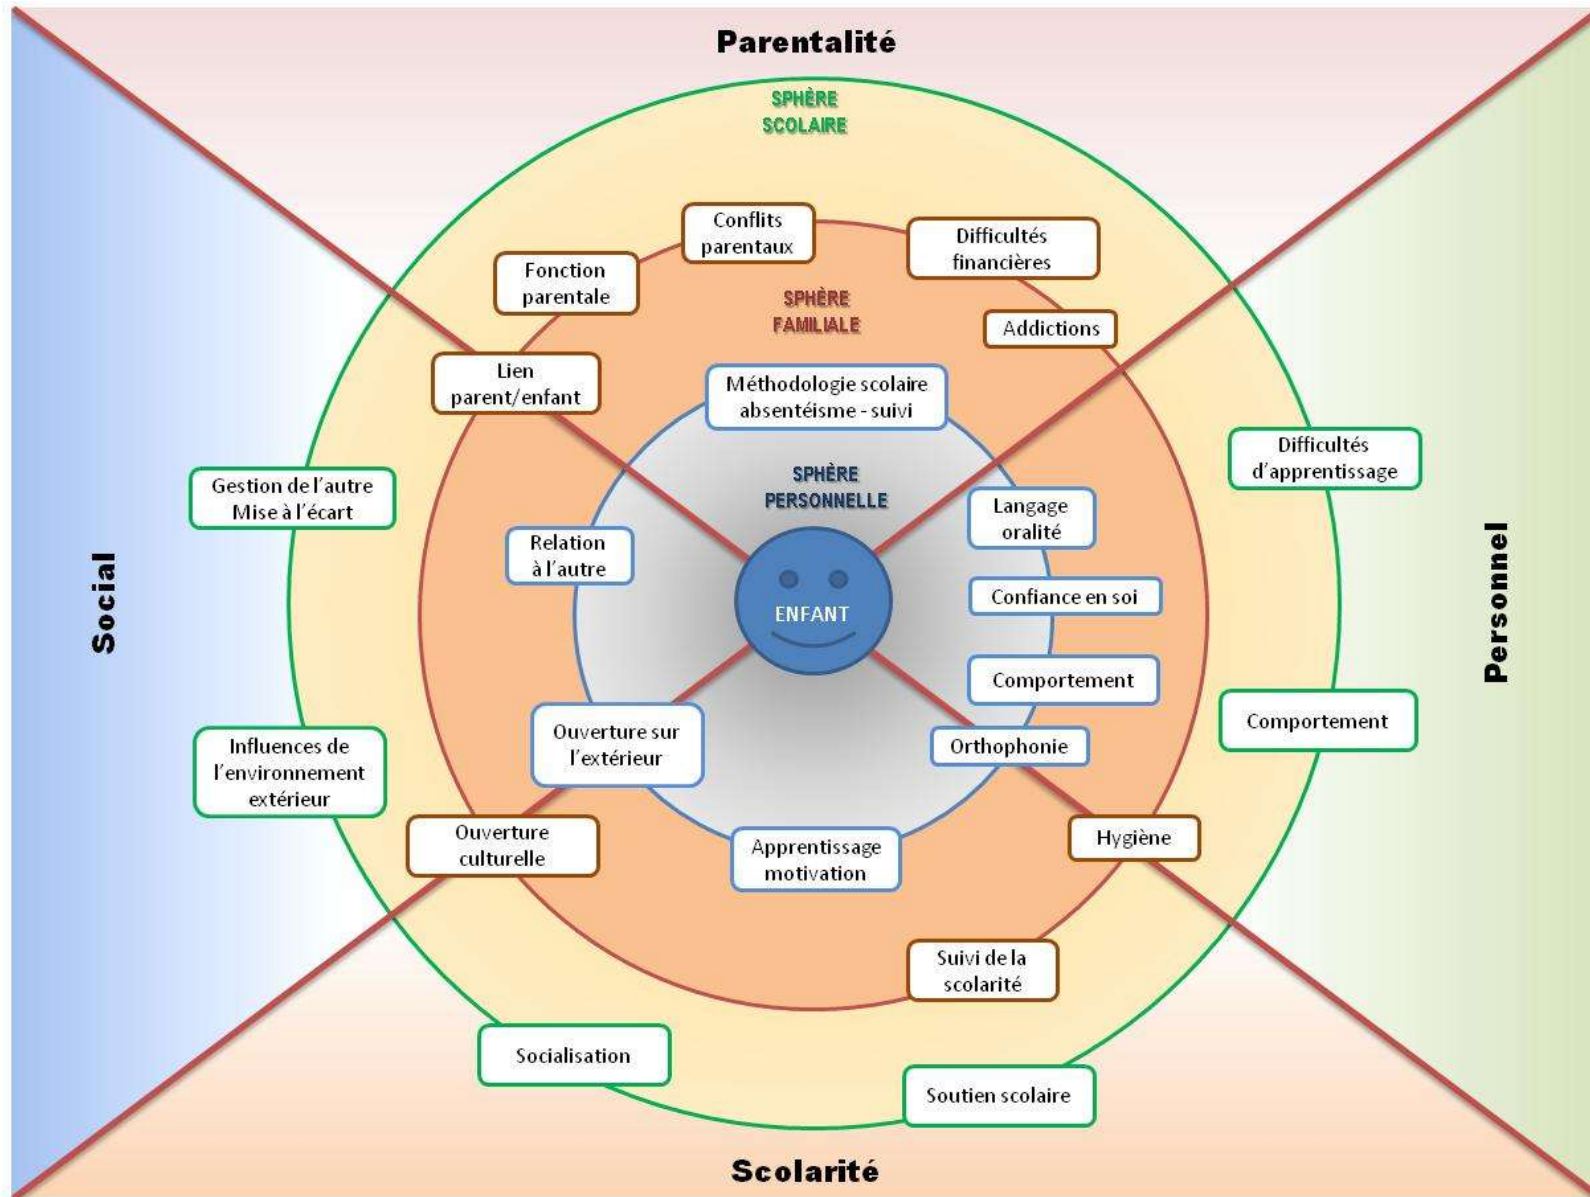 Parentalité
SPHÈRE
SCOLAIRE
Conflits
parentaux
Difficultés
financières
Fonction
parentale
SPHÈRE
FAMILIALE
Addictions
Lien
parent/enfant
Méthodologie scolaire
absentéisme - suivi
Difficultés
d'apprentissage
Gestion de l'autre
Mise à l'écart
SPHÈRE
PERSONNELLE
Langage
oralité
Relation
à l'autre
Social
ENFANT
Confiance en soi
Personnel
Comportement
Comportement
Ouverture sur
l'extérieur
Orthophonie
Influences de
l'environnement
extérieur
Ouverture
culturelle
Apprentissage
motivation
Hygiène
Suivi de la
scolarité
Socialisation
Soutien scolaire
Scolarité